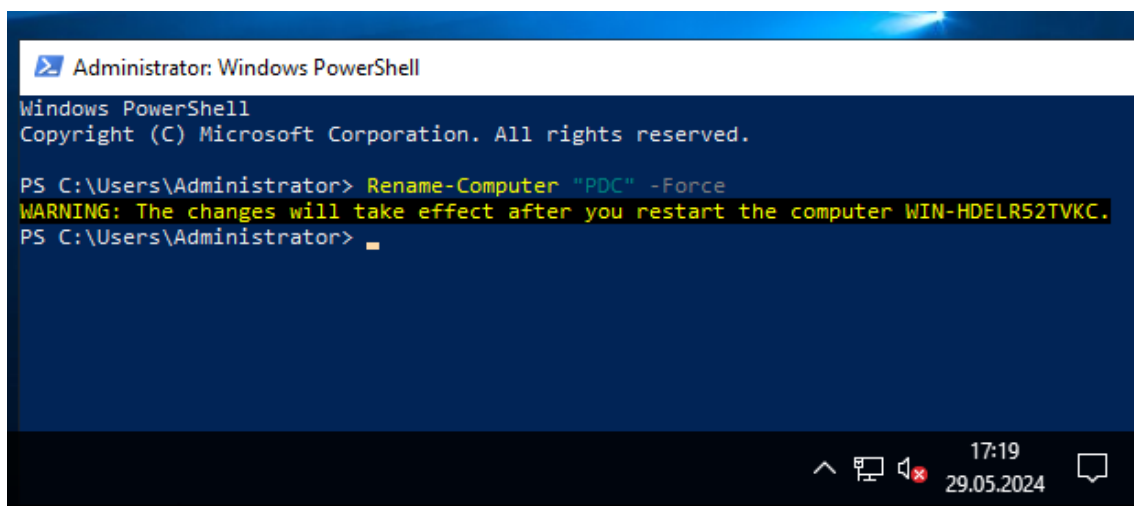 Administrator: Windows PowerShell
Windows PowerShell
Copyright (C) Microsoft Corporation. All rights reserved.
PS C:\Users\Administrator> Rename-Computer "PDC" -Force
WARNING: The changes will take effect after you restart the computer WIN-HDELR52TVKC.
PS C:\Users\Administrator>
17:19
29.05.2024